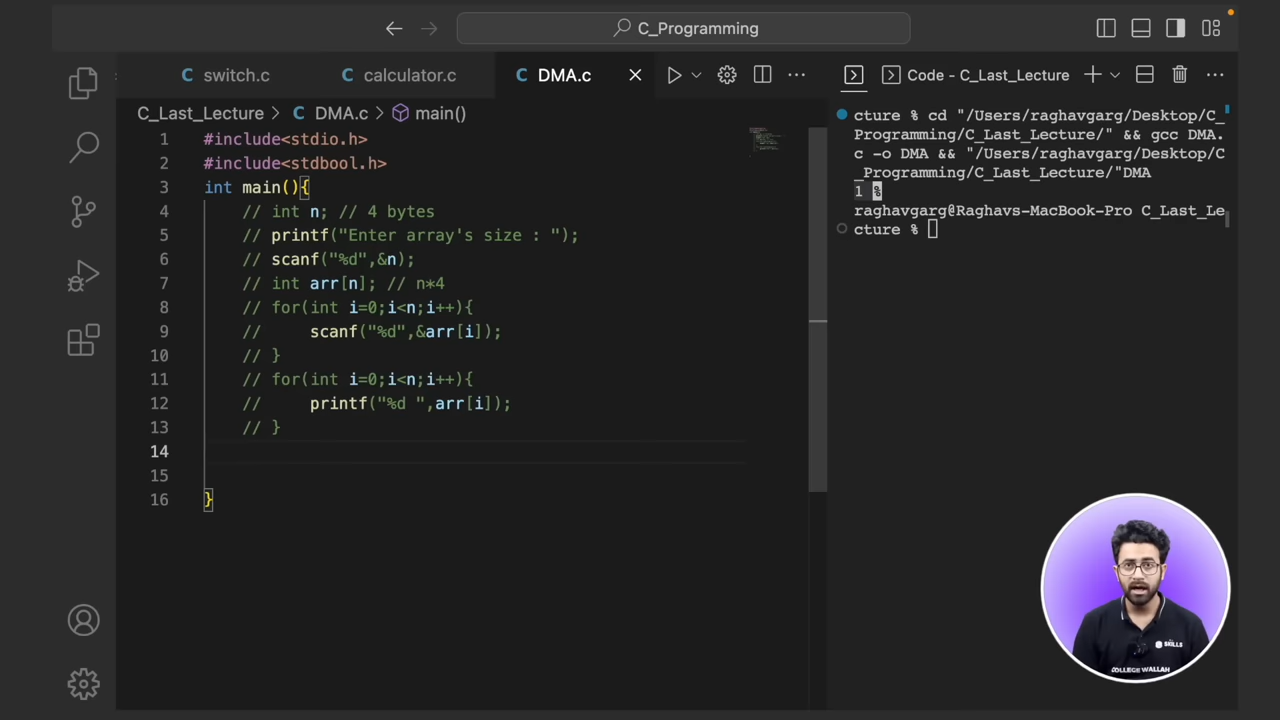 C_Programming
switch.c
calculator.c
DMA.c
Code - C_Last_Lecture
C_Last_Lecture > C DMA.c > main()
1 #include<stdio.h>
2 #include<stdbool.h>
3 int main(){
4 // int n; // 4 bytes
5 // printf("Enter array's size : ");
6 // scanf("%d",&n);
7 // int arr[n]; // n*4
8 // for(int i=0;i<n;i++){
9 //     scanf("%d",&arr[i]);
10 // }
11 // for(int i=0;i<n;i++){
12 //     printf("%d ",arr[i]);
13 // }
14
15
16 }
cture % cd "/Users/raghavgarg/Desktop/C_
Programming/C_Last_Lecture/" && gcc DMA.
c -o DMA && "/Users/raghavgarg/Desktop/C
_Programming/C_Last_Lecture/"DMA
1 %
raghavgarg@Raghavs-MacBook-Pro C_Last_Le
cture %
SKILLS
COLLEGE WALLAH